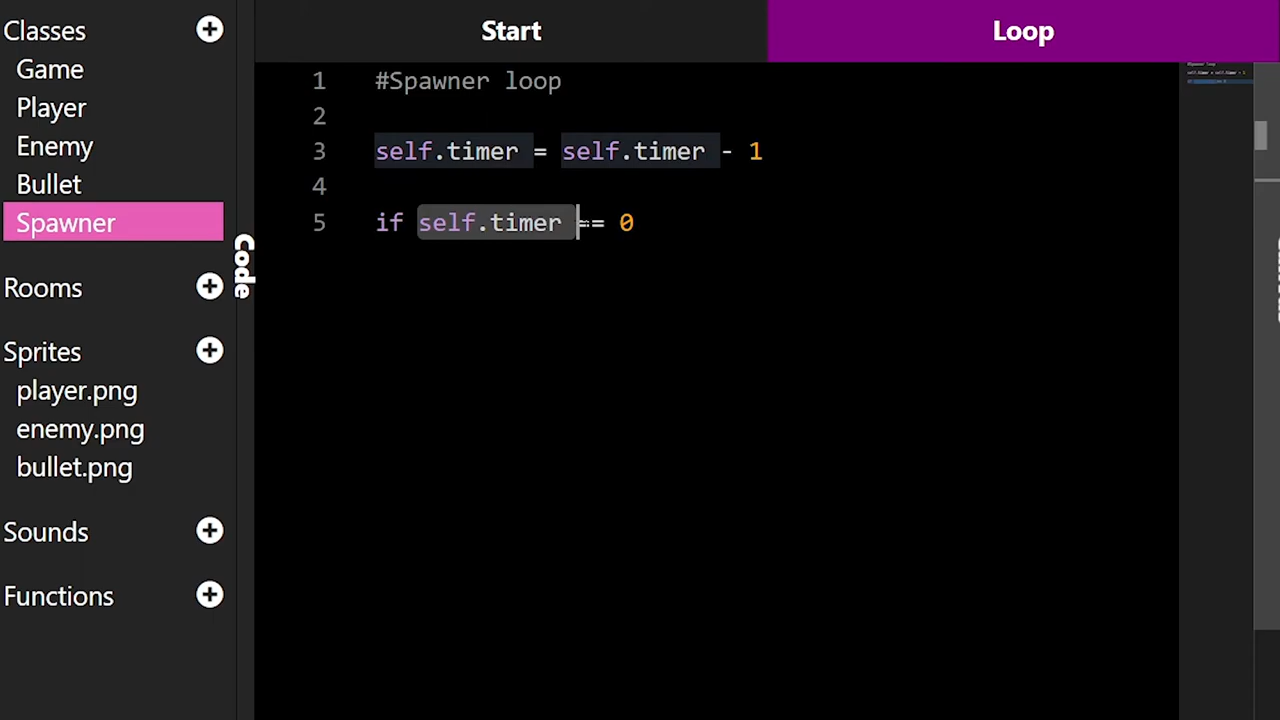 Classes
Game
Player
Enemy
Bullet
Spawner
Rooms
Sprites
player.png
enemy.png
bullet.png
Sounds
Functions
Code
Start
Loop
1 #Spawner loop
2
3 self.timer = self.timer - 1
4
5 if self.timer == 0